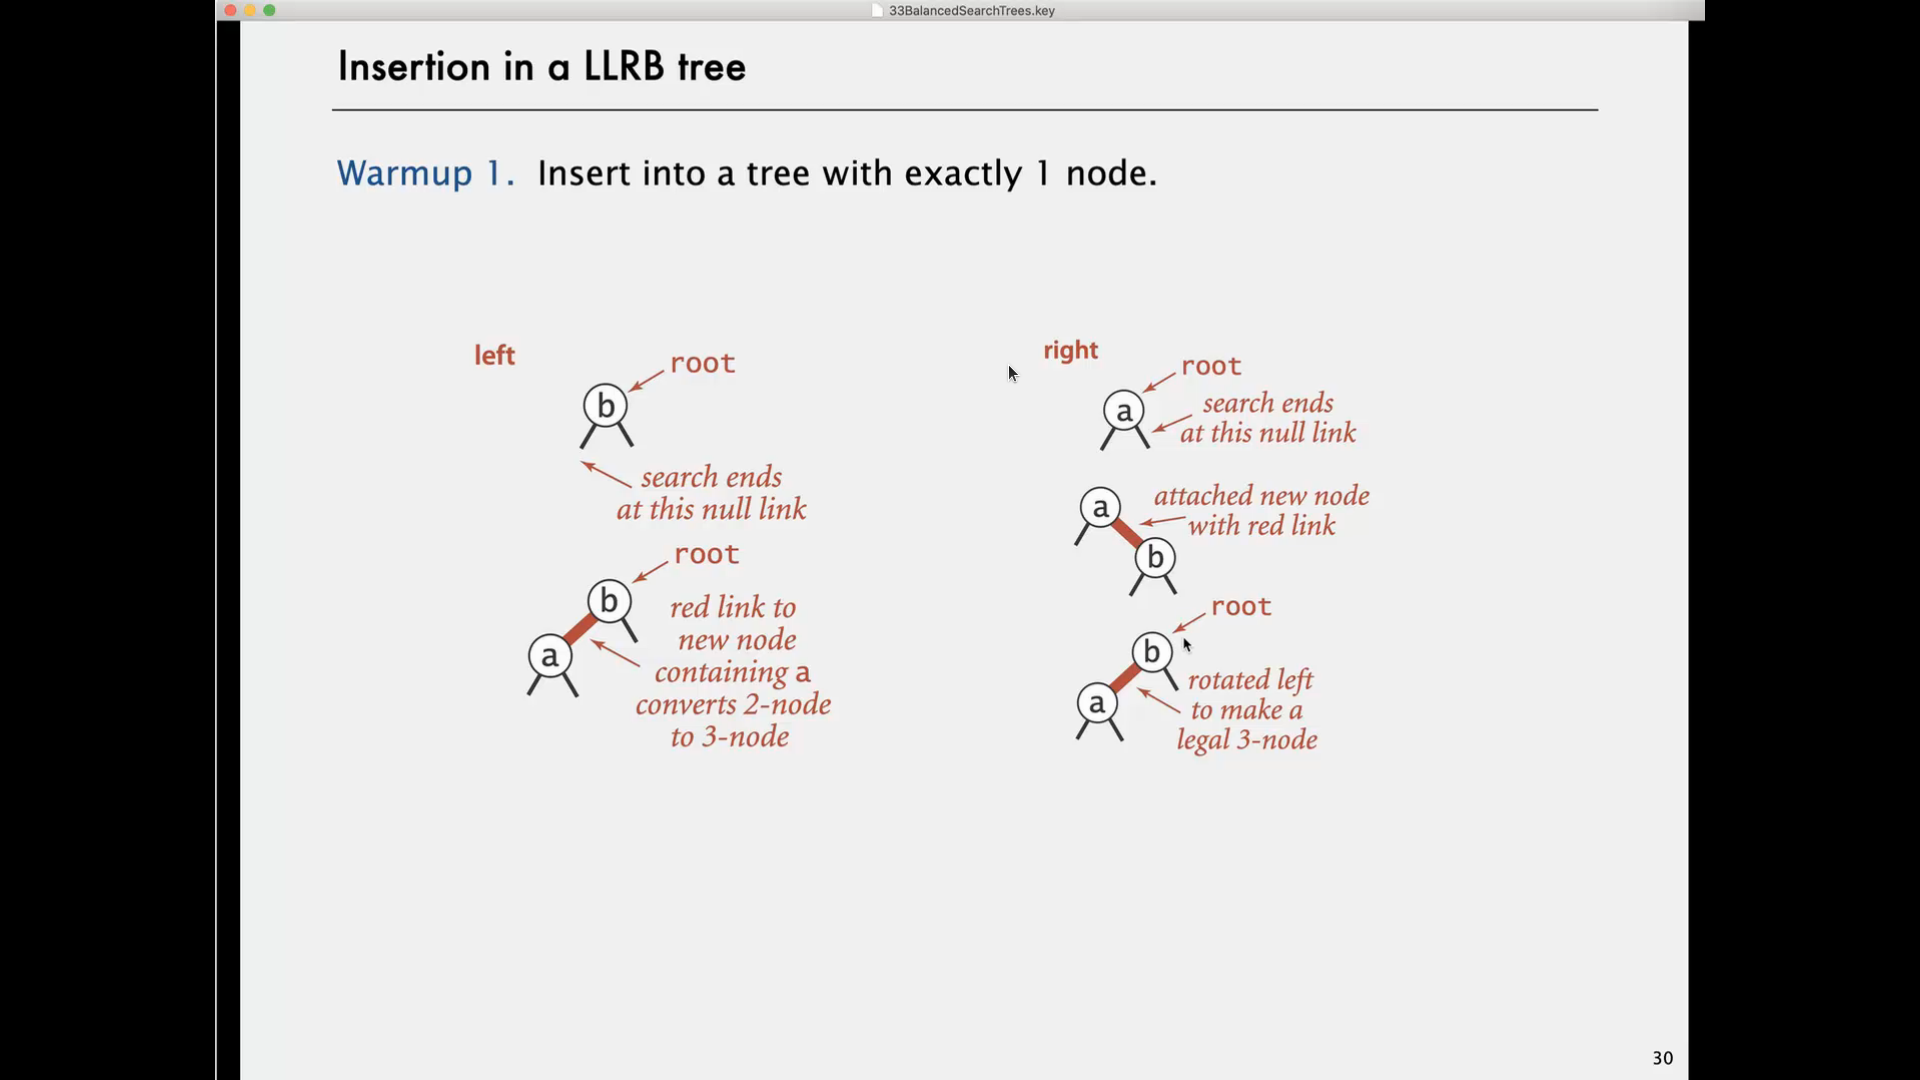 33BalancedSearchTrees.key
Insertion in a LLRB tree
Warmup 1. Insert into a tree with exactly 1 node.
left
root
b
search ends
at this null link
root
b
a
red link to
new node
containing a
converts 2-node
to 3-node
right
root
a
search ends
at this null link
a
b
attached new node
with red link
root
b
a
rotated left
to make a
legal 3-node
30